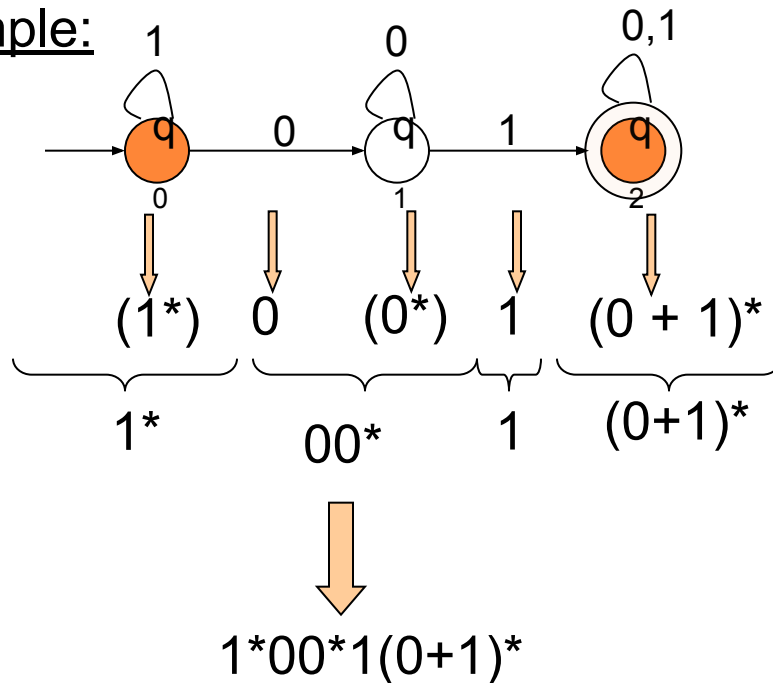 mple:
1 0 0,1
q 0 q 1 q
0 1 2
(1*) 0 (0*) 1 (0 + 1)*
1* 00* 1 (0+1)*
1*00*1(0+1)*